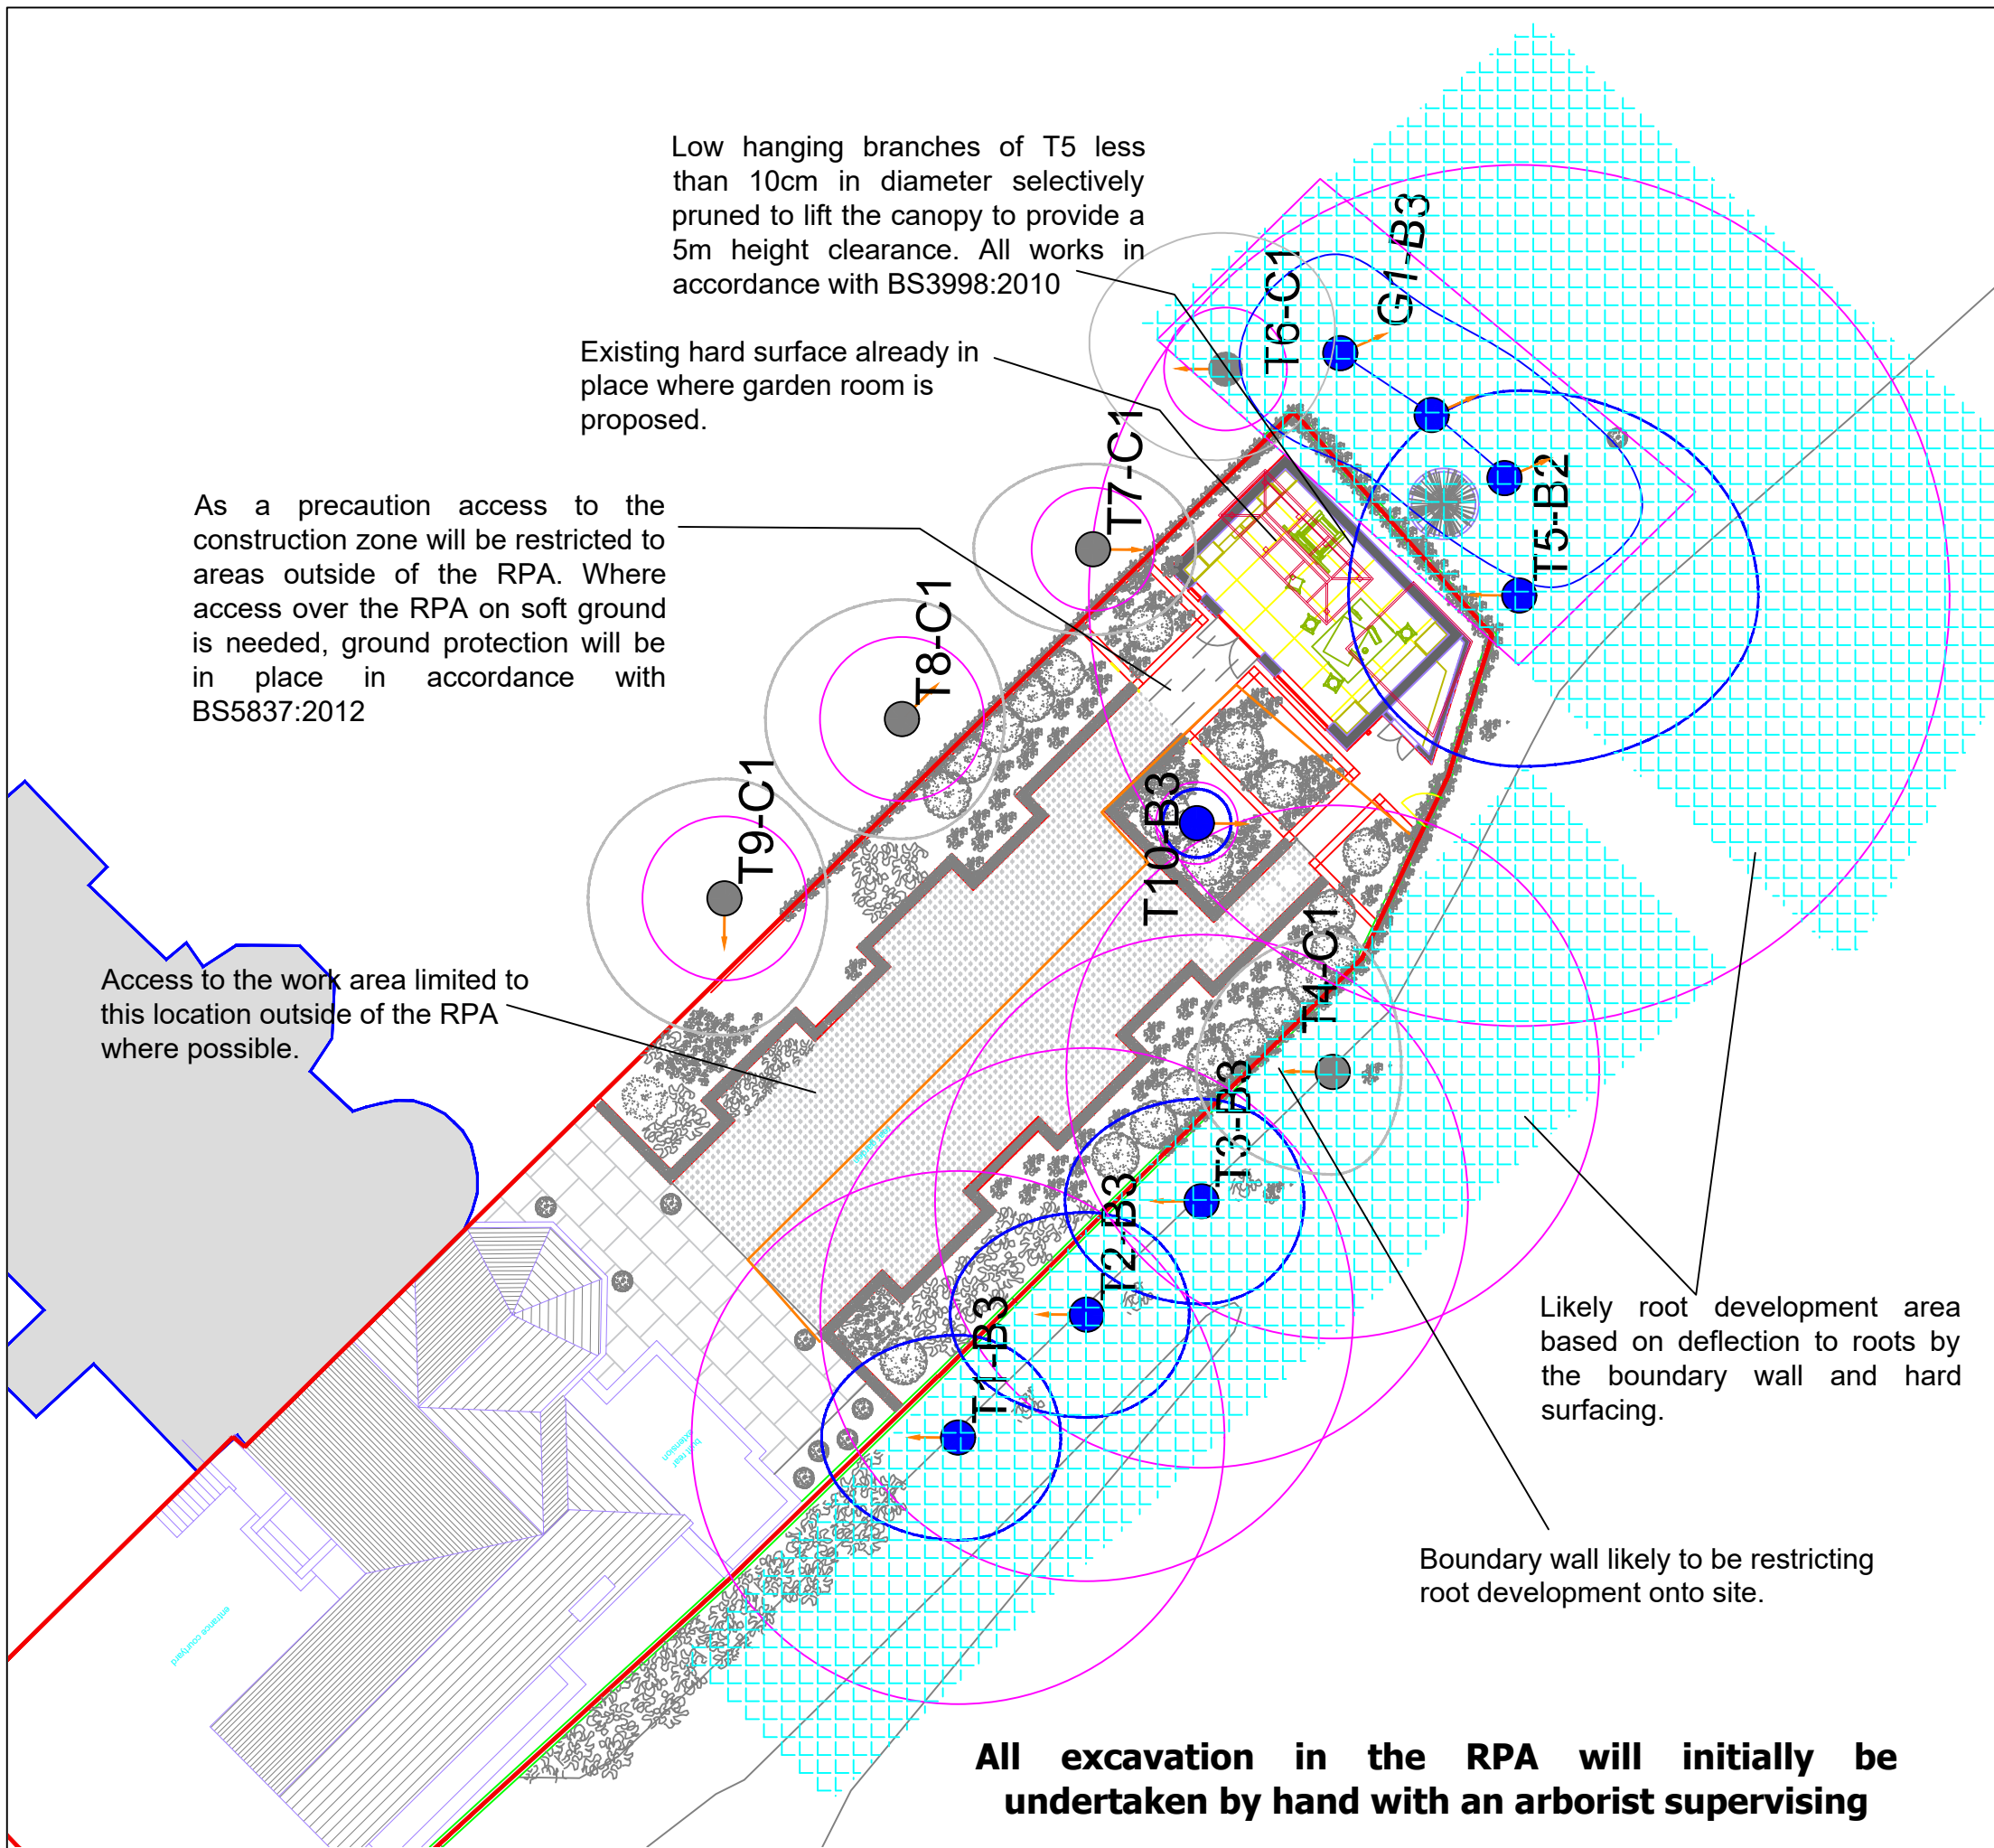 Low hanging branches of T5 less
than 10cm in diameter selectively
pruned to lift the canopy to provide a
5m height clearance. All works in
accordance with BS3998:2010
Existing hard surface already in
place where garden room is
proposed.
As a precaution access to the
construction zone will be restricted to
areas outside of the RPA. Where
access over the RPA on soft ground
is needed, ground protection will be
in place in accordance with
BS5837:2012
G1-B3
T6-C1
T7-C1
T5-B2
T8-C1
T9-C1
T10-B3
T4-C1
Access to the work area limited to
this location outside of the RPA
where possible.
T3-B3
T2-B3
T1-B3
Likely root development area
based on deflection to roots by
the boundary wall and hard
surfacing.
Boundary wall likely to be restricting
root development onto site.
extension
entrance courtyard
All excavation in the RPA will initially be
undertaken by hand with an arborist supervising